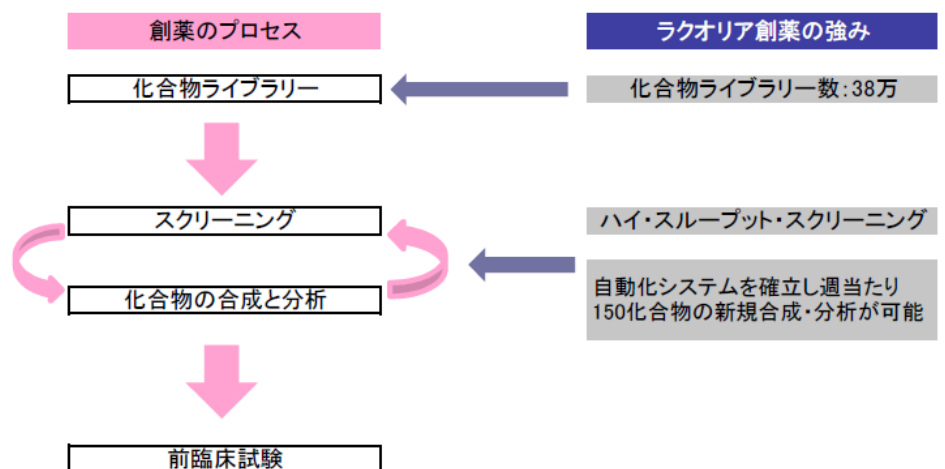 創薬のプロセス
ラクオリア創薬の強み
化合物ライブラリー
化合物ライブラリー数：38万
スクリーニング
ハイ・スループット・スクリーニング
化合物の合成と分析
自動化システムを確立し週当たり
150化合物の新規合成・分析が可能
前臨床試験